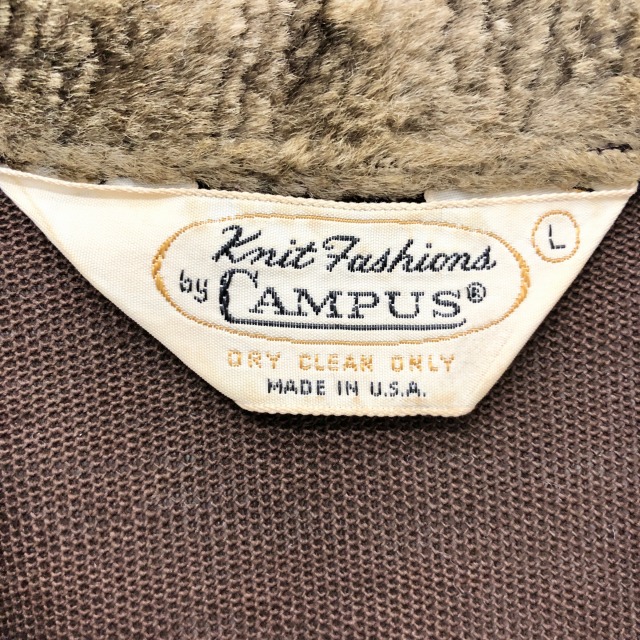 Knit Fashions
by CAMPUS®
L
DRY CLEAN ONLY
MADE IN U.S.A.